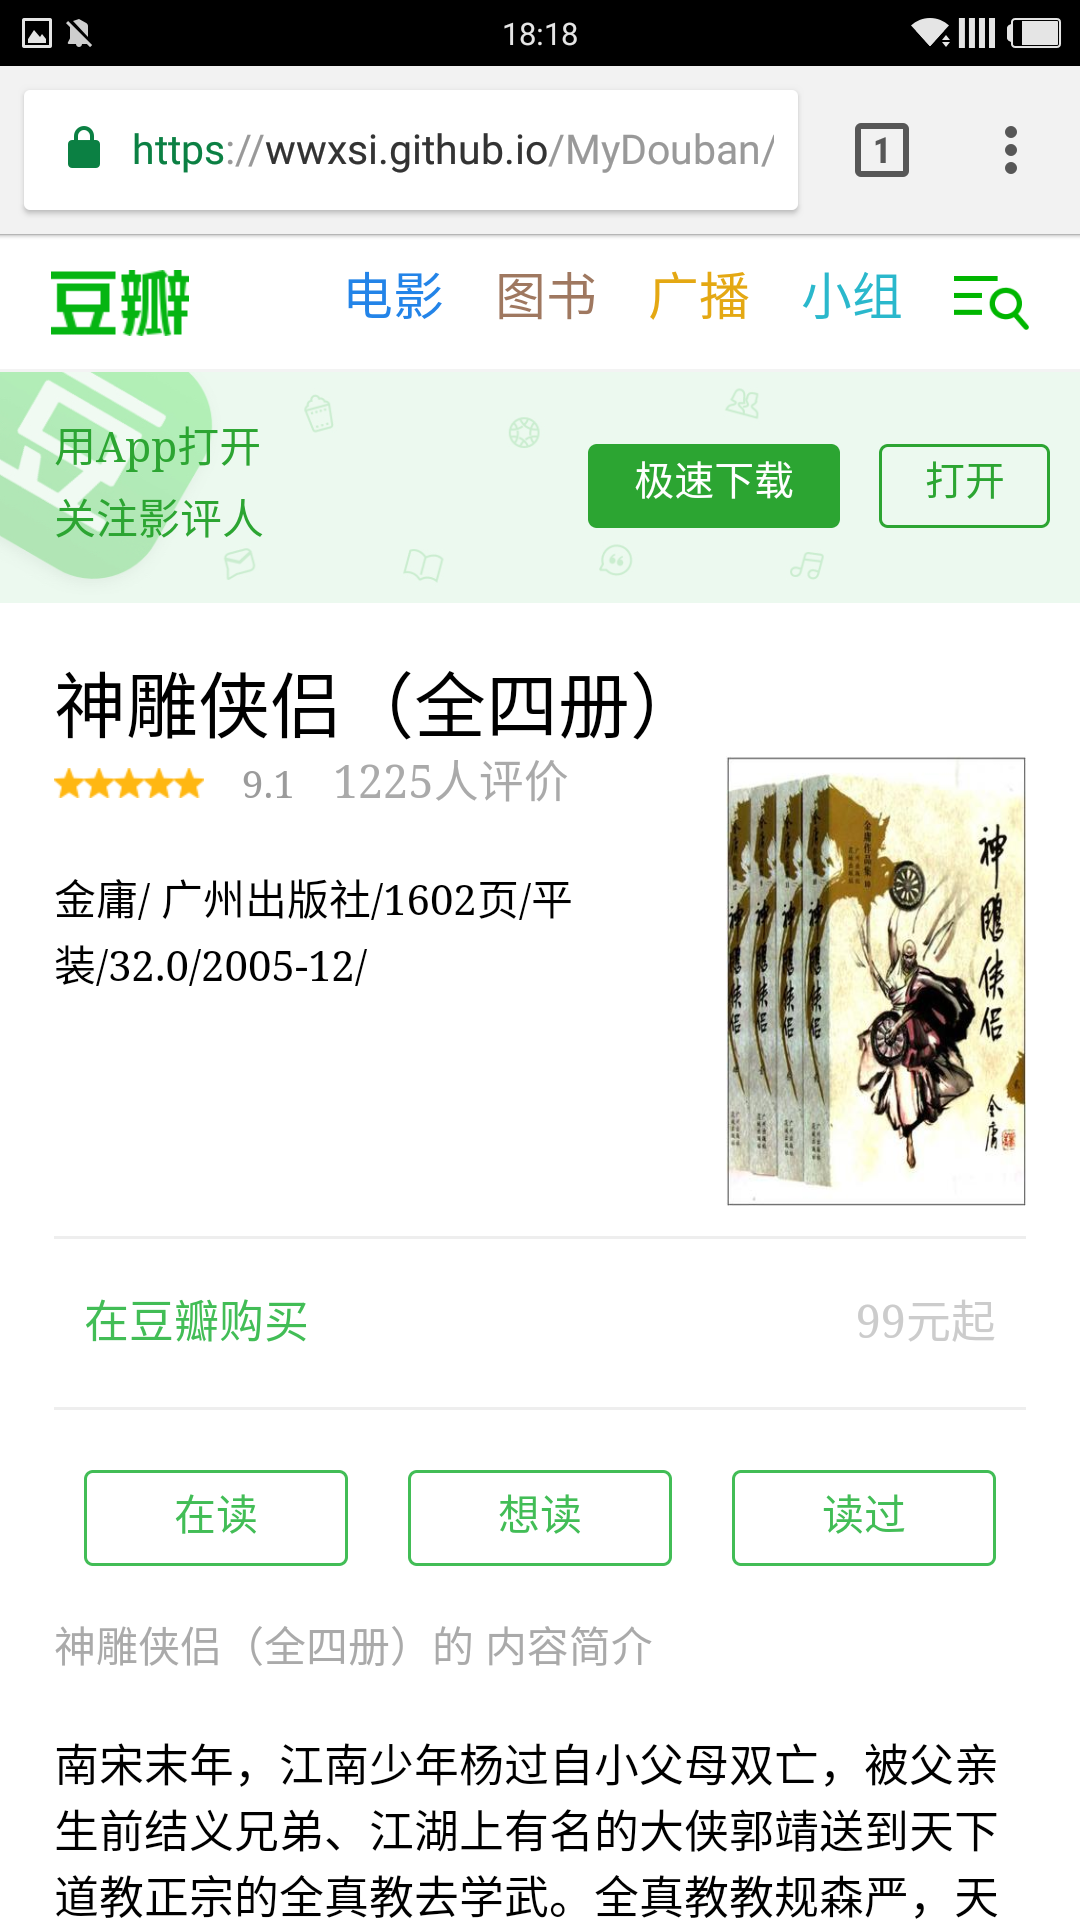 18:18
https://wwxsi.github.io/MyDouban/
1
豆瓣
电影 图书 广播 小组
用App打开
关注影评人
极速下载
打开
神雕侠侣（全四册）
9.1 1225人评价
金庸/ 广州出版社/1602页/平
装/32.0/2005-12/
神雕侠侣
金庸
在豆瓣购买
99元起
在读
想读
读过
神雕侠侣（全四册）的 内容简介
南宋末年，江南少年杨过自小父母双亡，被父亲
生前结义兄弟、江湖上有名的大侠郭靖送到天下
道教正宗的全真教去学武。全真教教规森严，天